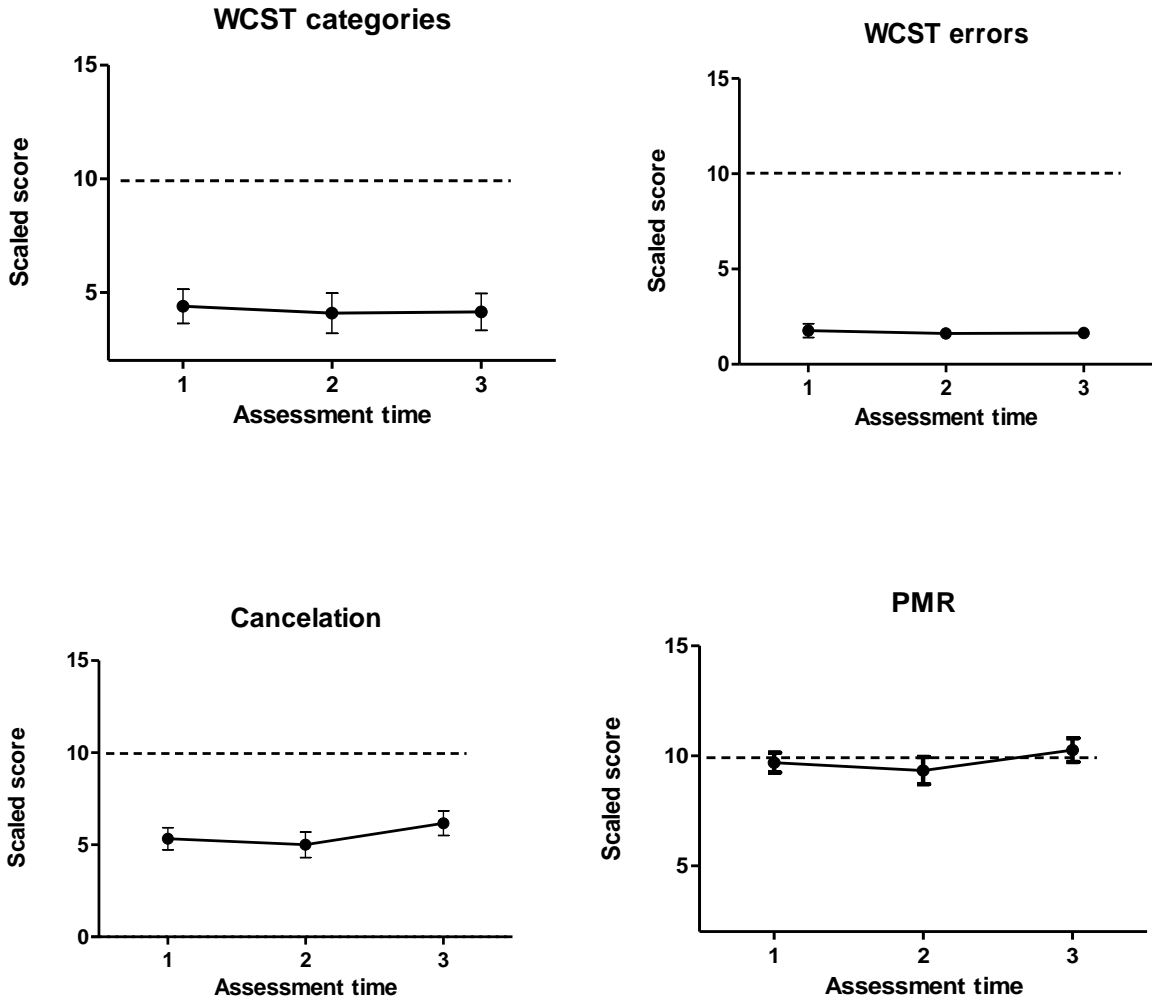 WCST categories
15
10
5
Scaled score
1 2 3
Assessment time
WCST errors
15
10
5
0
Scaled score
1 2 3
Assessment time
Cancelation
15
10
5
0
Scaled score
1 2 3
Assessment time
PMR
15
10
5
Scaled score
1 2 3
Assessment time